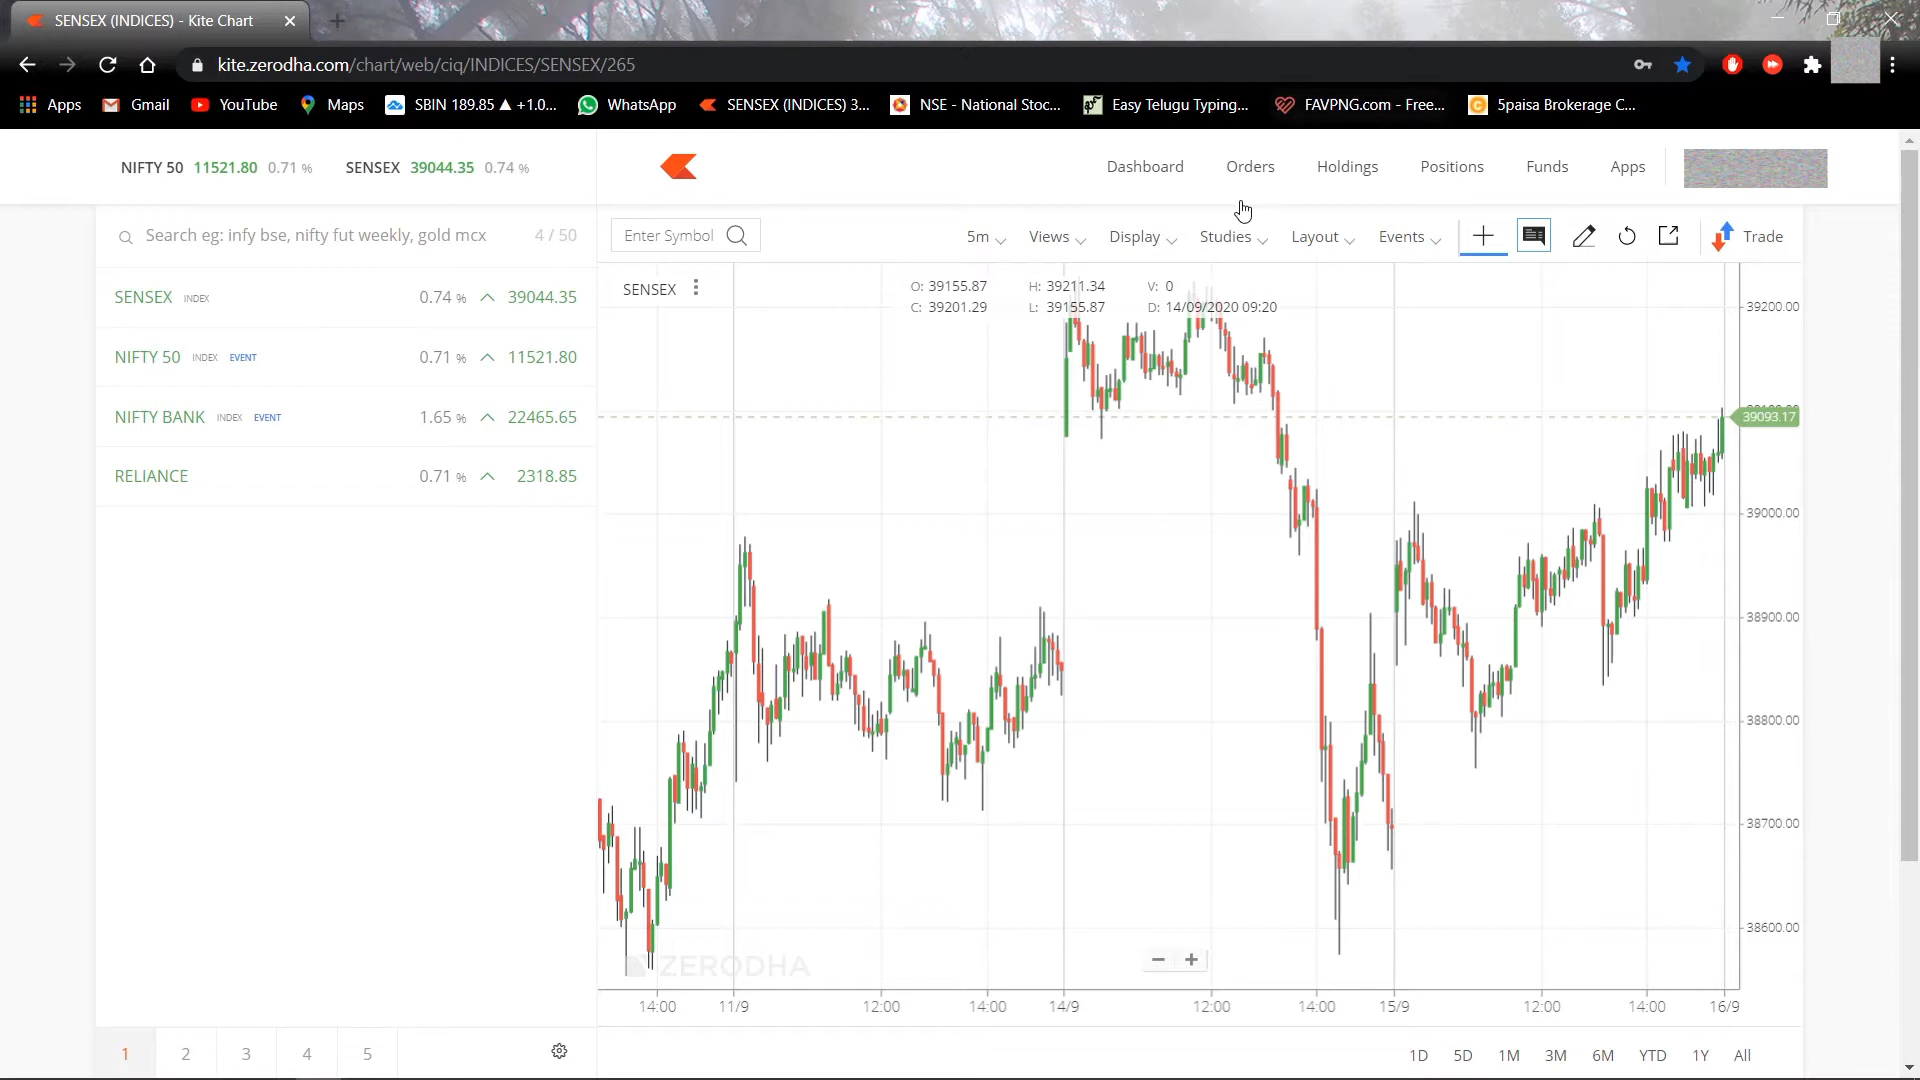 SENSEX (INDICES) - Kite Chart
kite.zerodha.com/chart/web/ciq/INDICES/SENSEX/265
Apps Gmail YouTube Maps SBIN 189.85 ▲ +1.0... WhatsApp SENSEX (INDICES) 3... NSE - National Stoc... Easy Telugu Typing... FAVPNG.com - Free... 5paisa Brokerage C...
NIFTY 50 11521.80 0.71 % SENSEX 39044.35 0.74 % Dashboard Orders Holdings Positions Funds Apps
Search eg: infy bse, nifty fut weekly, gold mcx 4 / 50
Enter Symbol 5m Views Display Studies Layout Events Trade
SENSEX INDEX 0.74 % 39044.35
NIFTY 50 INDEX EVENT 0.71 % 11521.80
NIFTY BANK INDEX EVENT 1.65 % 22465.65
RELIANCE 0.71 % 2318.85
SENSEX
O: 39155.87 H: 39211.34 V: 0
C: 39201.29 L: 39155.87 D: 14/09/2020 09:20
39200.00
39093.17
39000.00
38900.00
38800.00
38700.00
38600.00
ZERODHA
14:00 11/9 12:00 14:00 14/9 12:00 14:00 15/9 12:00 14:00 16/9
1 2 3 4 5
1D 5D 1M 3M 6M YTD 1Y All